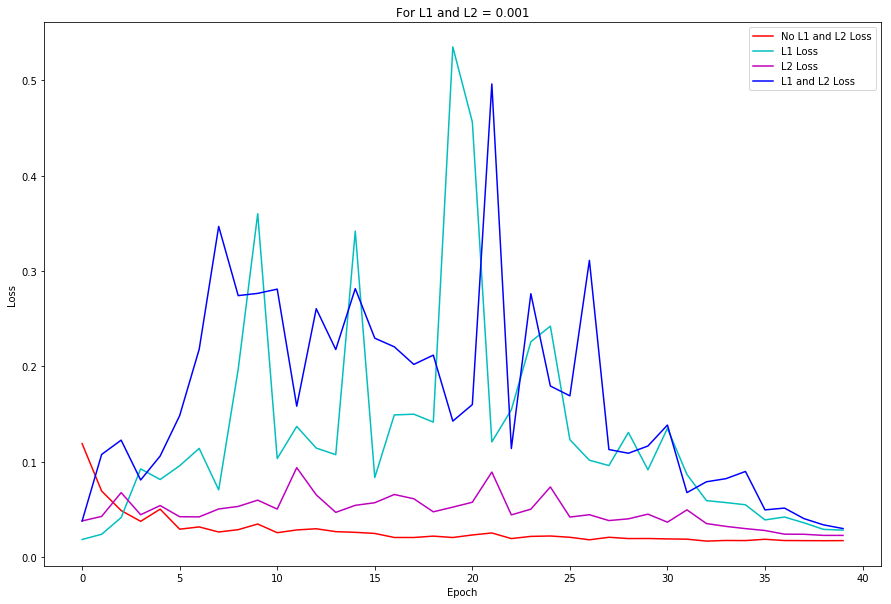 For L1 and L2 = 0.001
No L1 and L2 Loss
L1 Loss
L2 Loss
L1 and L2 Loss
Loss
0.5
0.4
0.3
0.2
0.1
0.0
0 5 10 15 20 25 30 35 40
Epoch